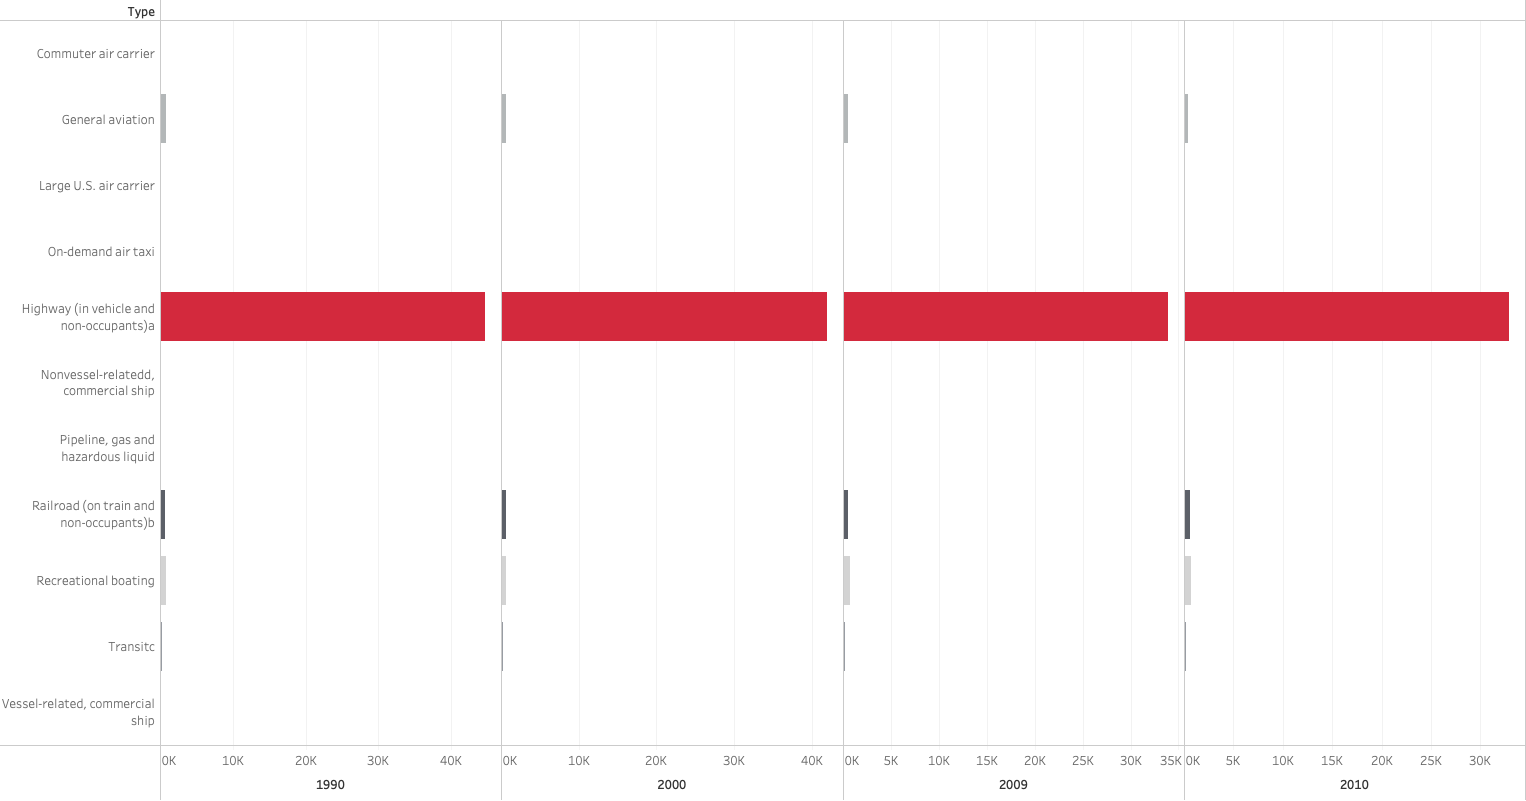 Type
Commuter air carrier
General aviation
Large U.S. air carrier
On-demand air taxi
Highway (in vehicle and
non-occupants)a
Nonvessel-relatedd,
commercial ship
Pipeline, gas and
hazardous liquid
Railroad (on train and
non-occupants)b
Recreational boating
Transitc
Vessel-related, commercial
ship
0K 10K 20K 30K 40K 0K 10K 20K 30K 40K 0K 5K 10K 15K 20K 25K 30K 35K 0K 5K 10K 15K 20K 25K 30K
1990 2000 2009 2010